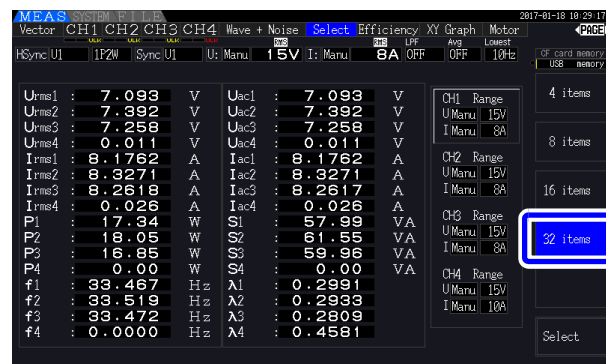 MEAS SYSTEM FILE 2017-01-18 10:29:17
Vector CH1 CH2 CH3 CH4 Wave + Noise Select Efficiency XY Graph Motor PAGE
RMS RMS LPF Avg Lowest
HSync U1 1P2W Sync U1 U: Manu 15V I: Manu 8A OFF OFF 10Hz
CF card memory
USB memory
Urms1 : 7.093 V Uac1 : 7.093 V
Urms2 : 7.392 V Uac2 : 7.392 V
Urms3 : 7.258 V Uac3 : 7.258 V
Urms4 : 0.011 V Uac4 : 0.011 V
Irms1 : 8.1762 A Iac1 : 8.1762 A
Irms2 : 8.3271 A Iac2 : 8.3271 A
Irms3 : 8.2618 A Iac3 : 8.2617 A
Irms4 : 0.026 A Iac4 : 0.026 A
P1 : 17.34 W S1 : 57.99 VA
P2 : 18.05 W S2 : 61.55 VA
P3 : 16.85 W S3 : 59.96 VA
P4 : 0.00 W S4 : 0.00 VA
f1 : 33.467 Hz λ1 : 0.2991
f2 : 33.519 Hz λ2 : 0.2933
f3 : 33.472 Hz λ3 : 0.2809
f4 : 0.0000 Hz λ4 : 0.4581
CH1 Range
U Manu 15V
I Manu 8A
CH2 Range
U Manu 15V
I Manu 8A
CH3 Range
U Manu 15V
I Manu 8A
CH4 Range
U Manu 15V
I Manu 10A
4 items
8 items
16 items
32 items
Select